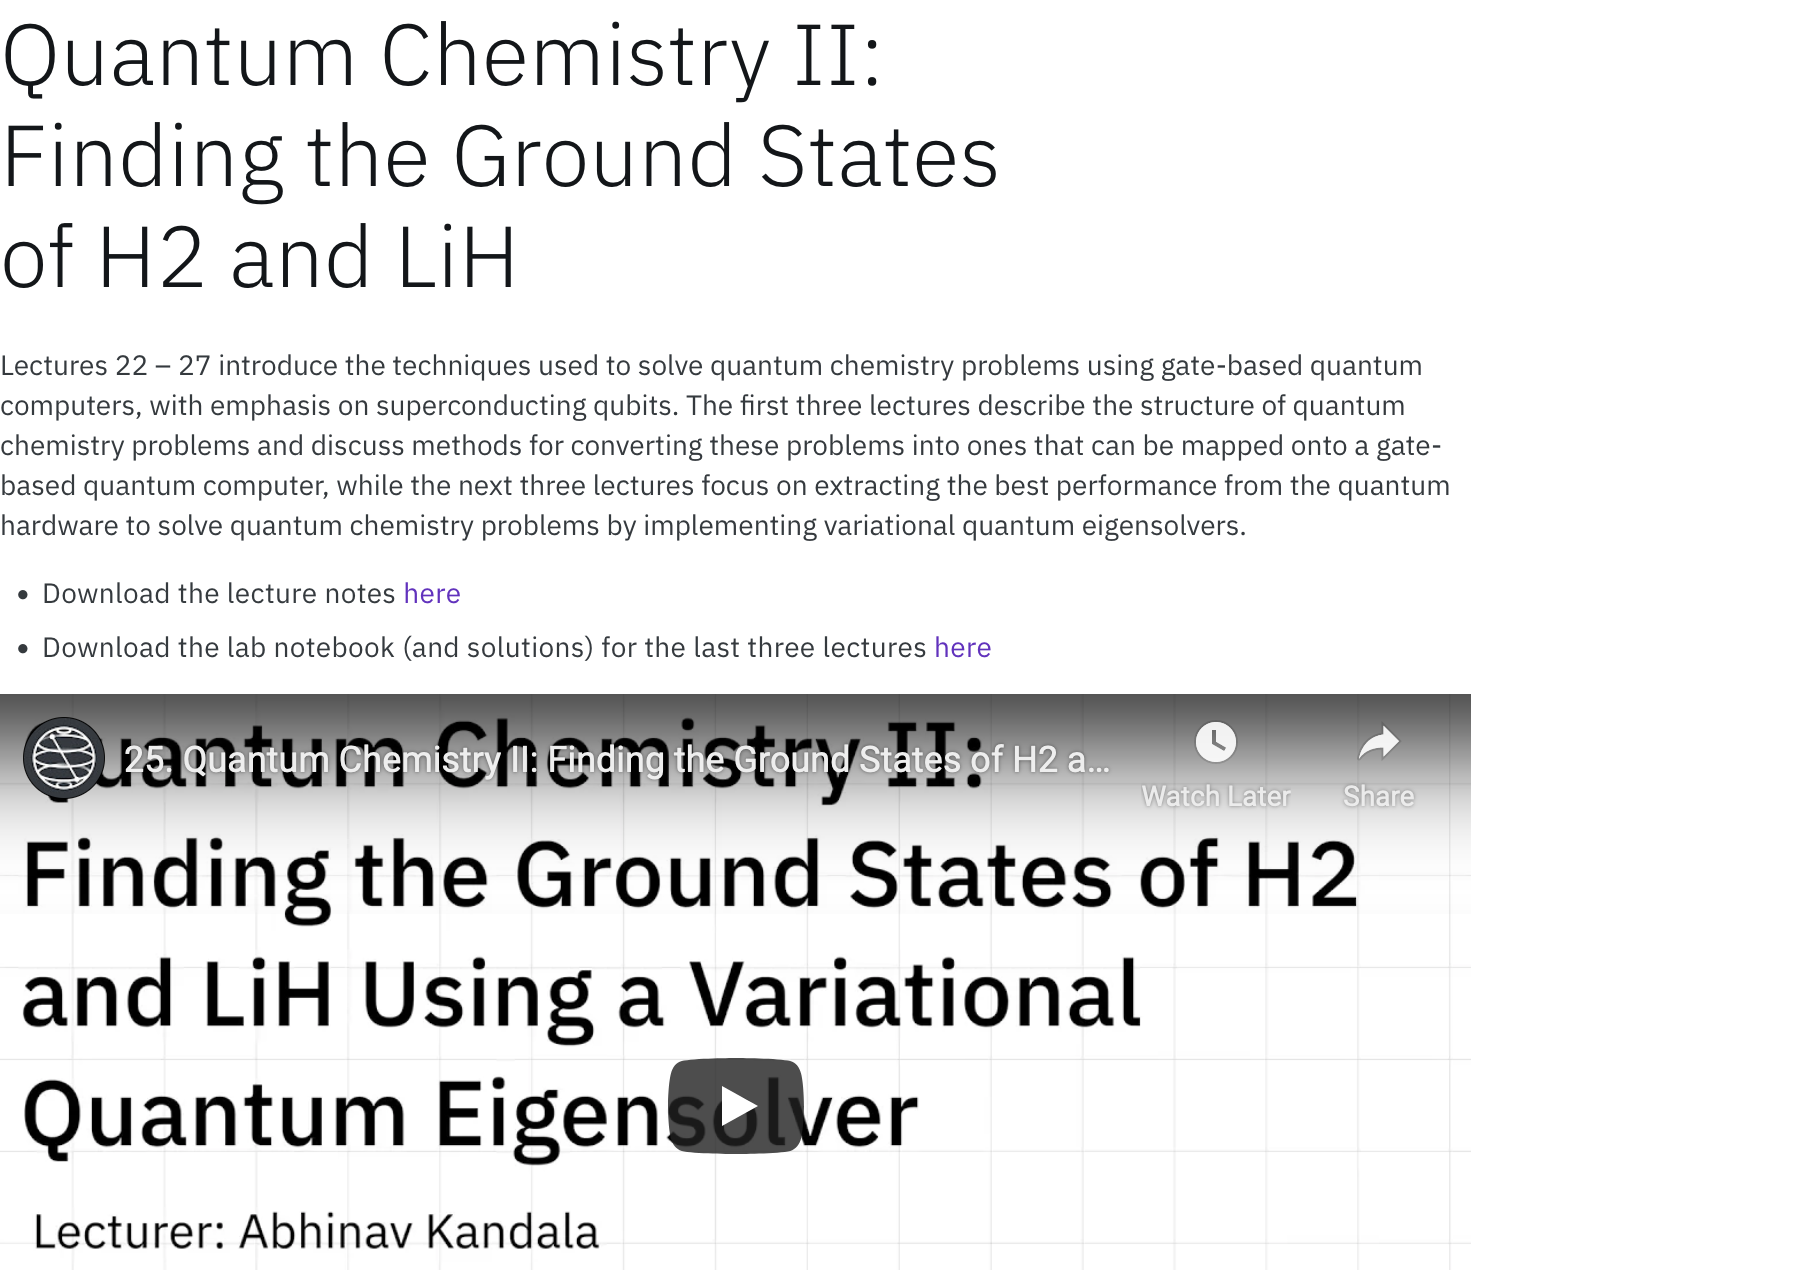 Quantum Chemistry II:
Finding the Ground States
of H2 and LiH
Lectures 22 – 27 introduce the techniques used to solve quantum chemistry problems using gate-based quantum
computers, with emphasis on superconducting qubits. The first three lectures describe the structure of quantum
chemistry problems and discuss methods for converting these problems into ones that can be mapped onto a gate-
based quantum computer, while the next three lectures focus on extracting the best performance from the quantum
hardware to solve quantum chemistry problems by implementing variational quantum eigensolvers.
• Download the lecture notes here
• Download the lab notebook (and solutions) for the last three lectures here
25. Quantum Chemistry II: Finding the Ground States of H2 a...
Watch Later
Share
Quantum Chemistry II:
Finding the Ground States of H2
and LiH Using a Variational
Quantum Eigensolver
Lecturer: Abhinav Kandala